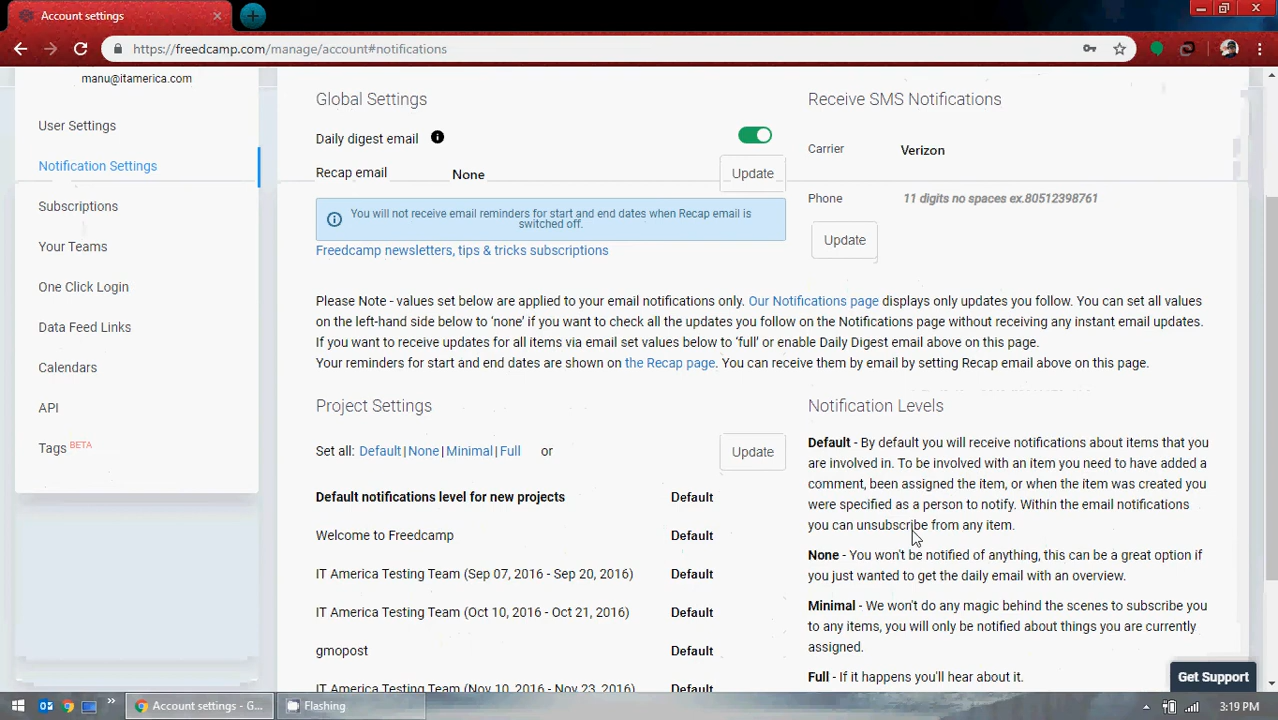 Account settings
https://freedcamp.com/manage/account#notifications
manu@itamerica.com
User Settings
Notification Settings
Subscriptions
Your Teams
One Click Login
Data Feed Links
Calendars
API
Tags BETA
Global Settings
Daily digest email
Recap email None Update
You will not receive email reminders for start and end dates when Recap email is
switched off.
Freedcamp newsletters, tips & tricks subscriptions
Receive SMS Notifications
Carrier Verizon
Phone 11 digits no spaces ex.80512398761
Update
Please Note - values set below are applied to your email notifications only. Our Notifications page displays only updates you follow. You can set all values
on the left-hand side below to ‘none’ if you want to check all the updates you follow on the Notifications page without receiving any instant email updates.
If you want to receive updates for all items via email set values below to ‘full’ or enable Daily Digest email above on this page.
Your reminders for start and end dates are shown on the Recap page. You can receive them by email by setting Recap email above on this page.
Project Settings
Set all: Default | None | Minimal | Full or Update
Default notifications level for new projects Default
Welcome to Freedcamp Default
IT America Testing Team (Sep 07, 2016 - Sep 20, 2016) Default
IT America Testing Team (Oct 10, 2016 - Oct 21, 2016) Default
gmopost Default
IT America Testing Team (Nov 10, 2016 - Nov 23, 2016) Default
Notification Levels
Default - By default you will receive notifications about items that you
are involved in. To be involved with an item you need to have added a
comment, been assigned the item, or when the item was created you
were specified as a person to notify. Within the email notifications
you can unsubscribe from any item.
None - You won't be notified of anything, this can be a great option if
you just wanted to get the daily email with an overview.
Minimal - We won't do any magic behind the scenes to subscribe you
to any items, you will only be notified about things you are currently
assigned.
Full - If it happens you'll hear about it.
Get Support
Account settings - G...
Flashing
3:19 PM